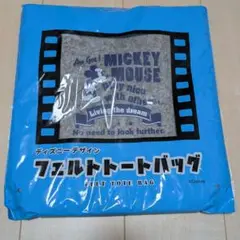 MICKEY
MOUSE
Living the dream
No need to look further.
ディズニーデザイン
フェルトトートバッグ
FELT TOTE BAG